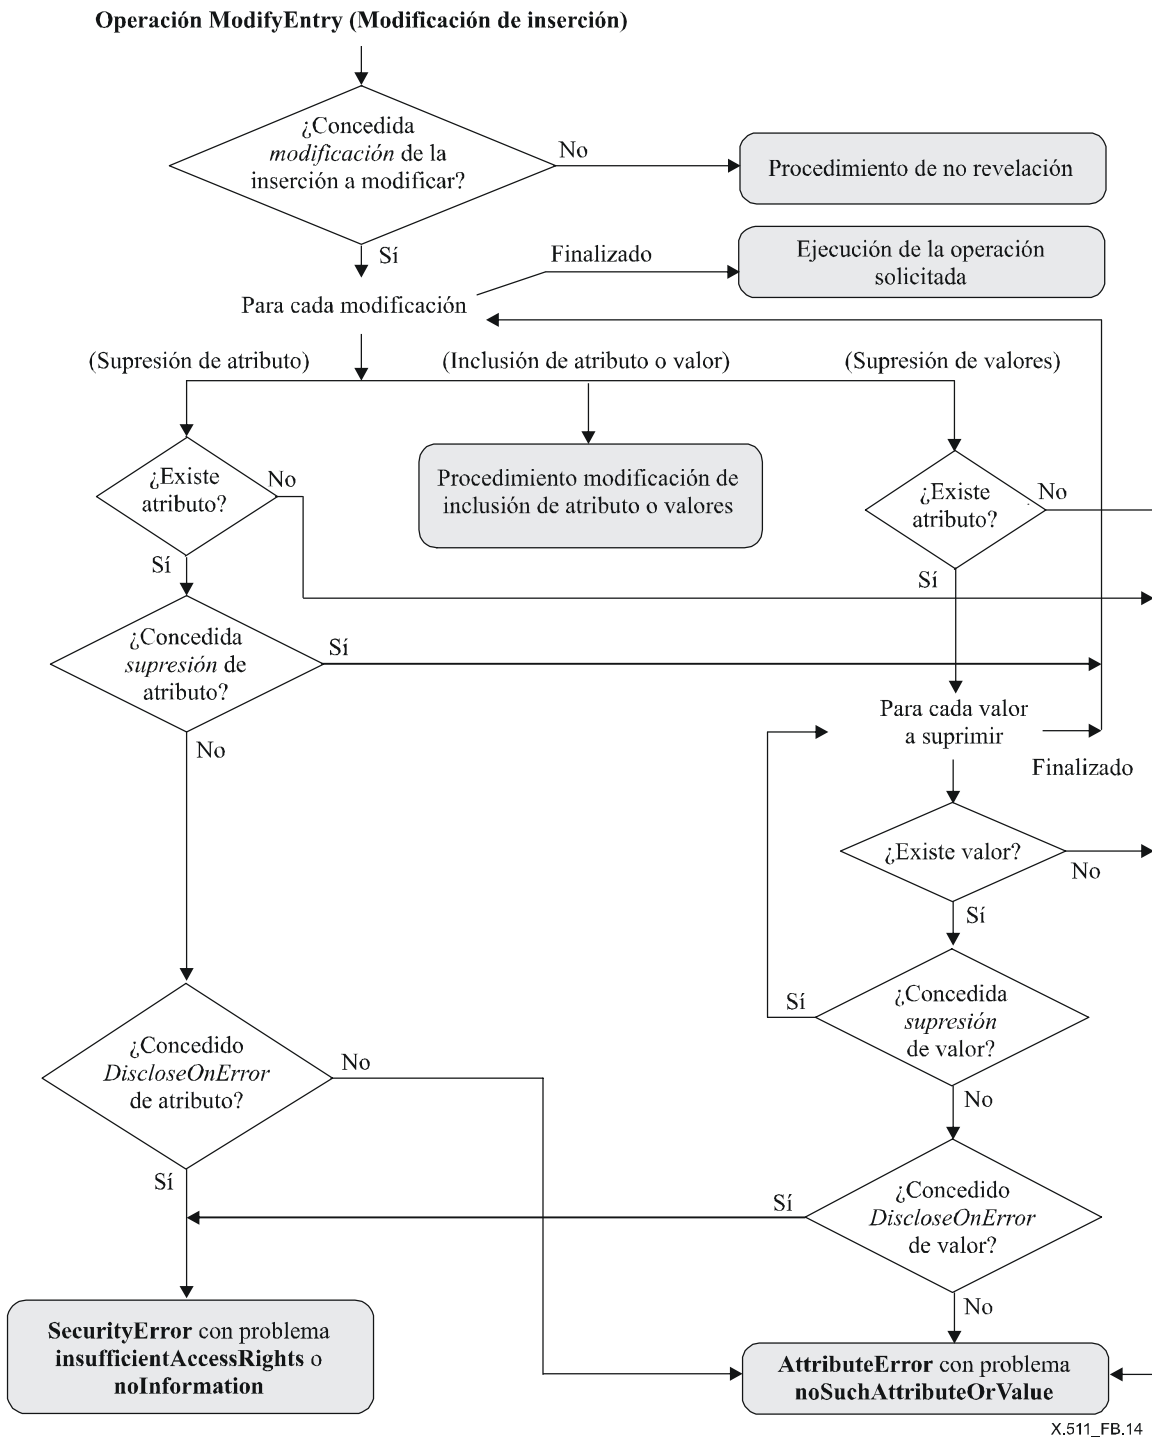 Operación ModifyEntry (Modificación de inserción)
¿Concedida
modificación de la
inserción a modificar?
No
Procedimiento de no revelación
Sí
Finalizado
Ejecución de la operación
solicitada
Para cada modificación
(Supresión de atributo)
(Inclusión de atributo o valor)
(Supresión de valores)
¿Existe
atributo?
No
Procedimiento modificación de
inclusión de atributo o valores
¿Existe
atributo?
No
Sí
Sí
¿Concedida
supresión de
atributo?
Sí
No
Para cada valor
a suprimir
Finalizado
¿Existe valor?
No
Sí
¿Concedida
supresión
de valor?
Sí
No
¿Concedido
DiscloseOnError
de atributo?
No
Sí
¿Concedido
DiscloseOnError
de valor?
Sí
No
SecurityError con problema
insufficientAccessRights o
noInformation
AttributeError con problema
noSuchAttributeOrValue
X.511_FB.14